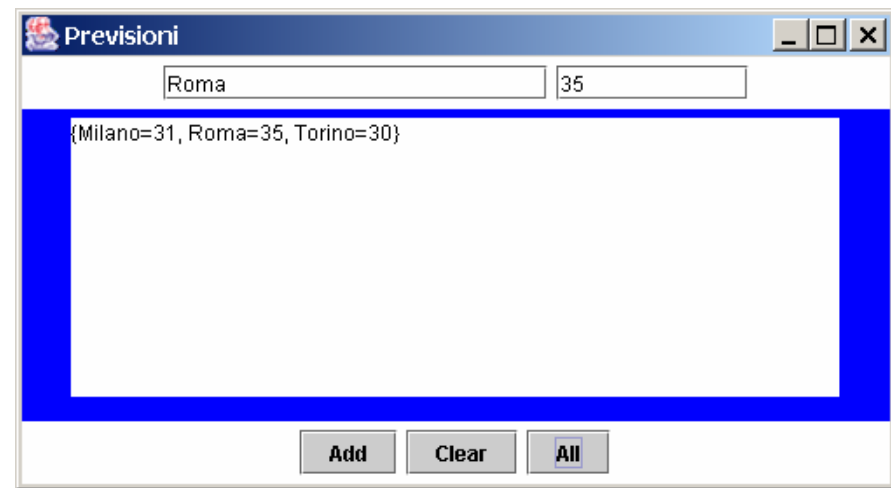 Previsioni
Roma 35
{Milano=31, Roma=35, Torino=30}
Add Clear All